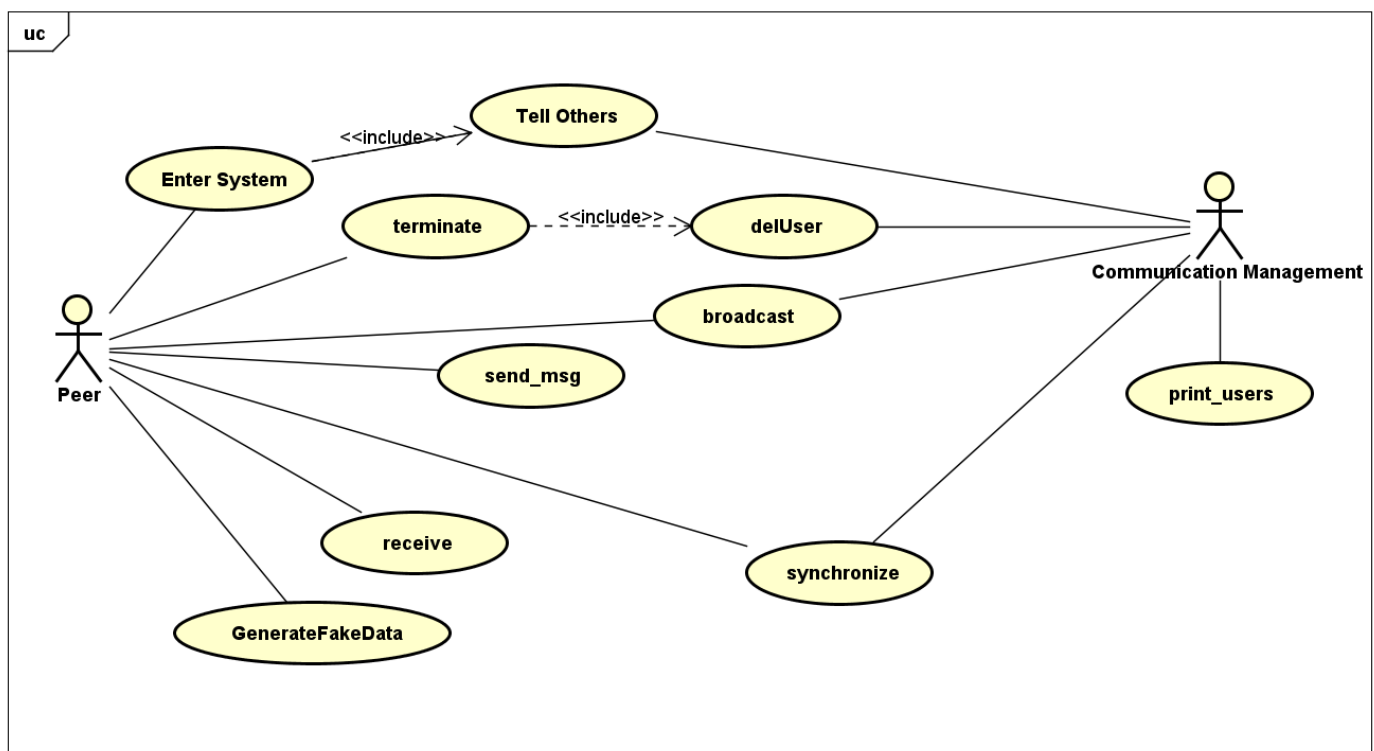 uc
Tell Others
<<include>>
Enter System
terminate
<<include>>
delUser
Communication Management
broadcast
send_msg
Peer
print_users
receive
synchronize
GenerateFakeData